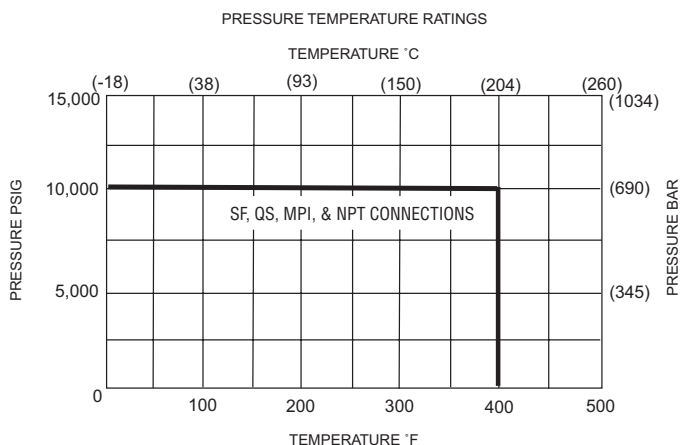 PRESSURE TEMPERATURE RATINGS
TEMPERATURE ˚C
(-18) (38) (93) (150) (204) (260)
15,000 (1034)
10,000 (690)
SF, QS, MPI, & NPT CONNECTIONS
PRESSURE PSIG
PRESSURE BAR
5,000 (345)
0
100 200 300 400 500
TEMPERATURE ˚F